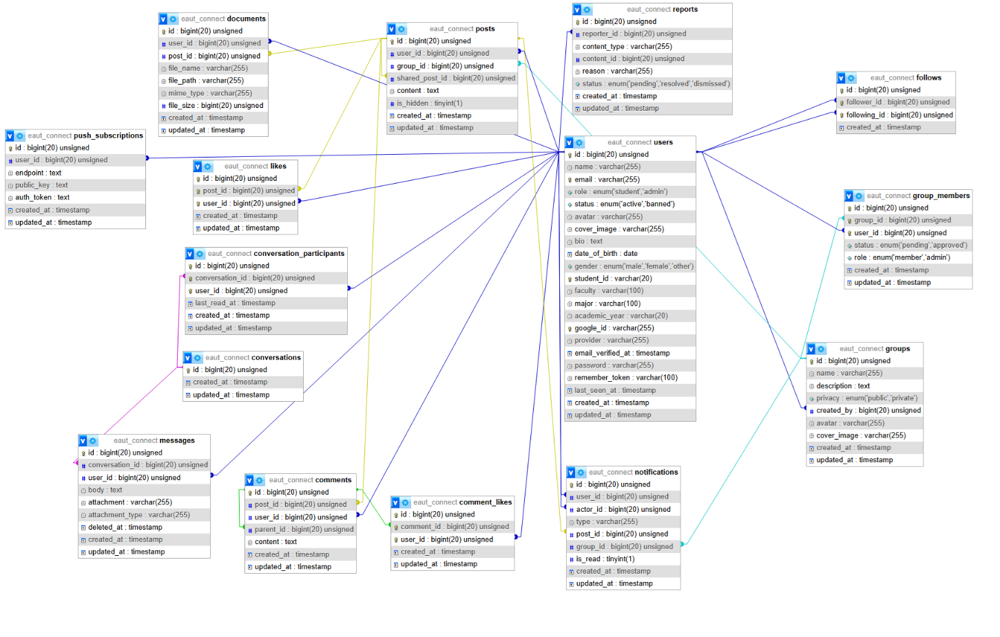 eaut_connect documents
id : bigint(20) unsigned
user_id : bigint(20) unsigned
post_id : bigint(20) unsigned
file_name : varchar(255)
file_path : varchar(255)
mime_type : varchar(255)
file_size : bigint(20) unsigned
created_at : timestamp
updated_at : timestamp
eaut_connect posts
id : bigint(20) unsigned
user_id : bigint(20) unsigned
group_id : bigint(20) unsigned
shared_post_id : bigint(20) unsigned
content : text
is_hidden : tinyint(1)
created_at : timestamp
updated_at : timestamp
eaut_connect reports
id : bigint(20) unsigned
reporter_id : bigint(20) unsigned
content_type : varchar(255)
content_id : bigint(20) unsigned
reason : varchar(255)
status : enum('pending','resolved','dismissed')
created_at : timestamp
updated_at : timestamp
eaut_connect follows
id : bigint(20) unsigned
follower_id : bigint(20) unsigned
following_id : bigint(20) unsigned
created_at : timestamp
eaut_connect push_subscriptions
id : bigint(20) unsigned
user_id : bigint(20) unsigned
endpoint : text
public_key : text
auth_token : text
created_at : timestamp
updated_at : timestamp
eaut_connect likes
id : bigint(20) unsigned
post_id : bigint(20) unsigned
user_id : bigint(20) unsigned
created_at : timestamp
updated_at : timestamp
eaut_connect users
id : bigint(20) unsigned
name : varchar(255)
email : varchar(255)
role : enum('student','admin')
status : enum('active','banned')
avatar : varchar(255)
cover_image : varchar(255)
bio : text
date_of_birth : date
gender : enum('male','female','other')
student_id : varchar(20)
faculty : varchar(100)
major : varchar(100)
academic_year : varchar(20)
google_id : varchar(255)
provider : varchar(255)
email_verified_at : timestamp
password : varchar(255)
remember_token : varchar(100)
last_seen_at : timestamp
created_at : timestamp
updated_at : timestamp
eaut_connect group_members
id : bigint(20) unsigned
group_id : bigint(20) unsigned
user_id : bigint(20) unsigned
status : enum('pending','approved')
role : enum('member','admin')
created_at : timestamp
updated_at : timestamp
eaut_connect conversation_participants
id : bigint(20) unsigned
conversation_id : bigint(20) unsigned
user_id : bigint(20) unsigned
last_read_at : timestamp
created_at : timestamp
updated_at : timestamp
eaut_connect conversations
id : bigint(20) unsigned
created_at : timestamp
updated_at : timestamp
eaut_connect groups
id : bigint(20) unsigned
name : varchar(255)
description : text
privacy : enum('public','private')
created_by : bigint(20) unsigned
avatar : varchar(255)
cover_image : varchar(255)
created_at : timestamp
updated_at : timestamp
eaut_connect messages
id : bigint(20) unsigned
conversation_id : bigint(20) unsigned
user_id : bigint(20) unsigned
body : text
attachment : varchar(255)
attachment_type : varchar(255)
deleted_at : timestamp
created_at : timestamp
updated_at : timestamp
eaut_connect comments
id : bigint(20) unsigned
post_id : bigint(20) unsigned
user_id : bigint(20) unsigned
parent_id : bigint(20) unsigned
content : text
created_at : timestamp
updated_at : timestamp
eaut_connect comment_likes
id : bigint(20) unsigned
comment_id : bigint(20) unsigned
user_id : bigint(20) unsigned
created_at : timestamp
updated_at : timestamp
eaut_connect notifications
id : bigint(20) unsigned
user_id : bigint(20) unsigned
actor_id : bigint(20) unsigned
type : varchar(255)
post_id : bigint(20) unsigned
group_id : bigint(20) unsigned
is_read : tinyint(1)
created_at : timestamp
updated_at : timestamp